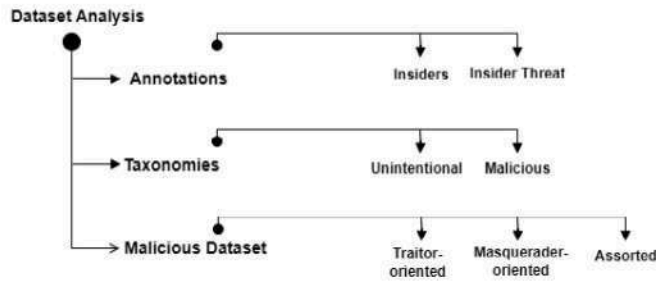 Dataset Analysis
Annotations
Insiders
Insider Threat
Taxonomies
Unintentional
Malicious
Malicious Dataset
Traitor-
oriented
Masquerader-
oriented
Assorted